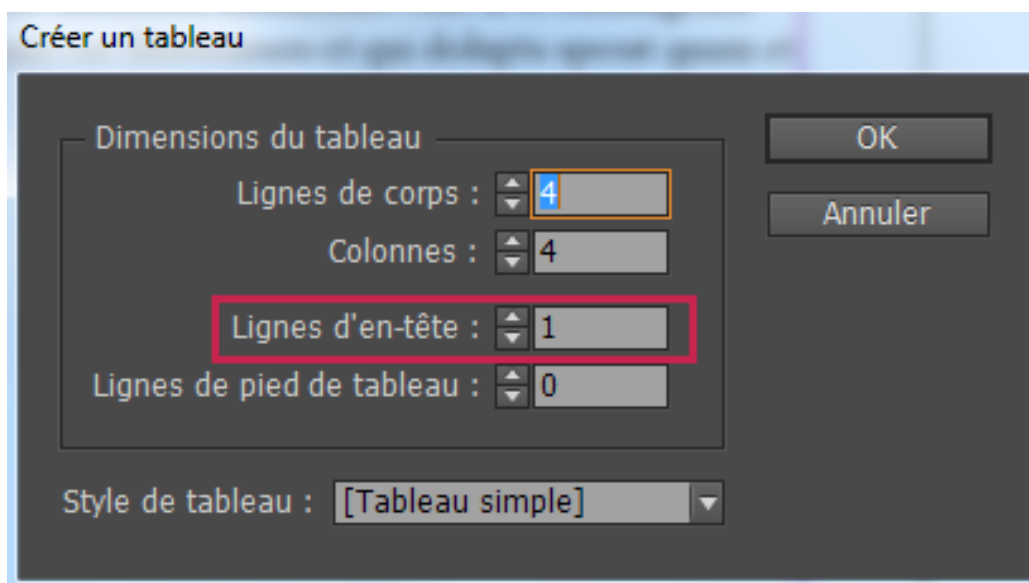 Créer un tableau
Dimensions du tableau
OK
Lignes de corps : 4
Annuler
Colonnes : 4
Lignes d'en-tête : 1
Lignes de pied de tableau : 0
Style de tableau : [Tableau simple]